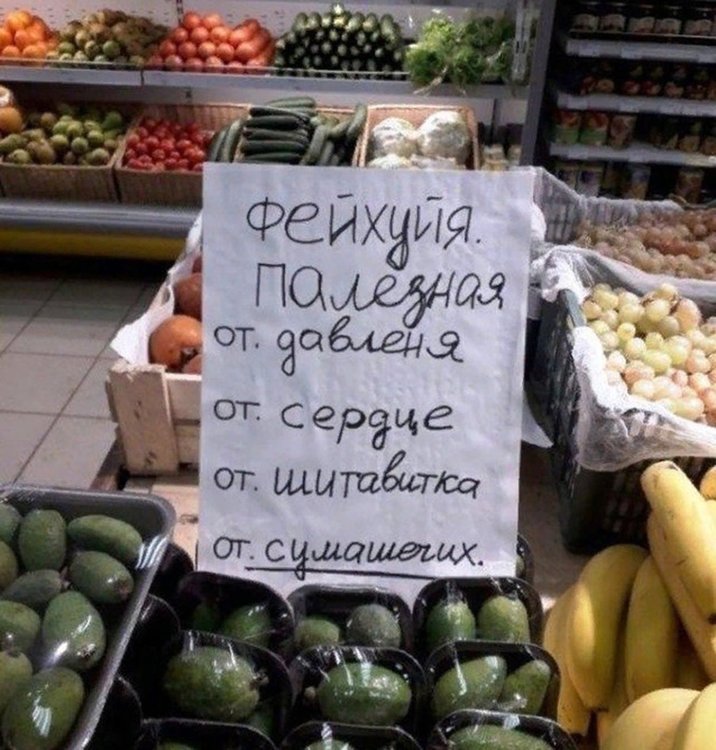 Фейхуйя.
Палезная
от. давленя
от. сердце
от. шитавитка
от. сумашечих.